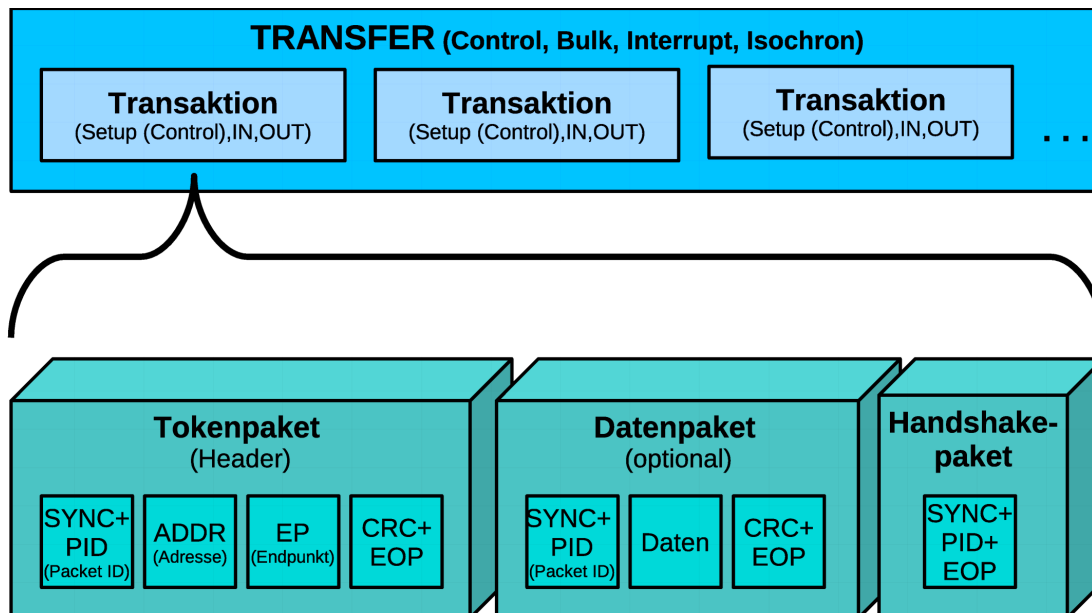 TRANSFER (Control, Bulk, Interrupt, Isochron)
Transaktion
(Setup (Control),IN,OUT)
Transaktion
(Setup (Control),IN,OUT)
Transaktion
(Setup (Control),IN,OUT)
...
Tokenpaket
(Header)
SYNC+
PID
(Packet ID)
ADDR
(Adresse)
EP
(Endpunkt)
CRC+
EOP
Datenpaket
(optional)
SYNC+
PID
(Packet ID)
Daten
CRC+
EOP
Handshake-
paket
SYNC+
PID+
EOP